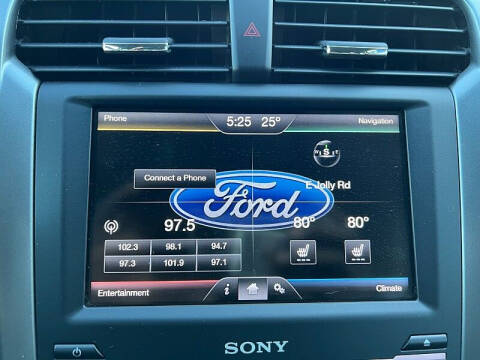 Phone
5:25 25°
Navigation
W S E
Connect a Phone
E Jolly Rd
Ford
97.5
80° 80°
102.3 98.1 94.7
97.3 101.9 97.1
Entertainment
i
Climate
SONY